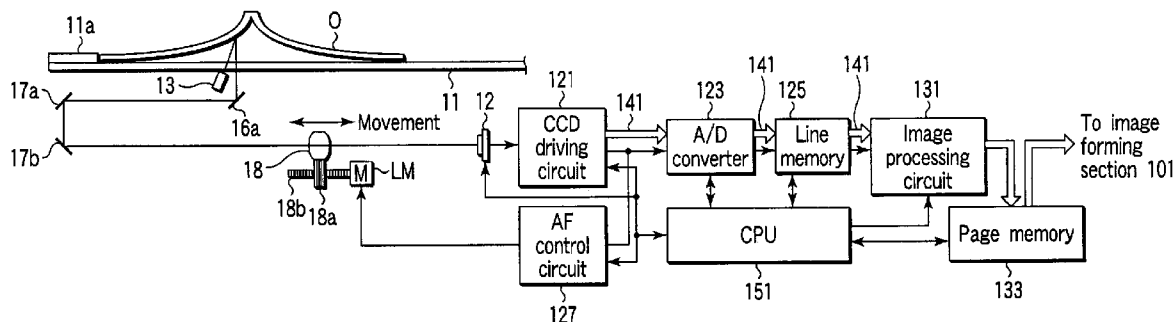 11a
O
13
11
17a
16a
17b
Movement
18
18b
18a
M
LM
12
121
CCD
driving
circuit
141
123
A/D
converter
141
125
Line
memory
141
131
Image
processing
circuit
To image
forming
section 101
AF
control
circuit
127
CPU
151
Page memory
133